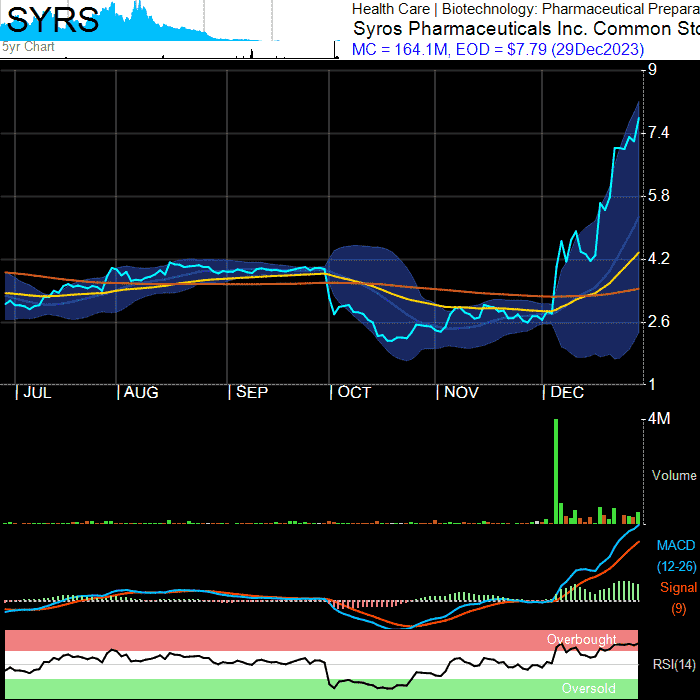 SYRS
Health Care | Biotechnology: Pharmaceutical Prepara
Syros Pharmaceuticals Inc. Common Sto
5yr Chart
MC = 164.1M, EOD = $7.79 (29Dec2023)
9
7.4
5.8
4.2
2.6
1
JUL AUG SEP OCT NOV DEC
4M
Volume
MACD
(12-26)
Signal
(9)
Overbought
RSI(14)
Oversold